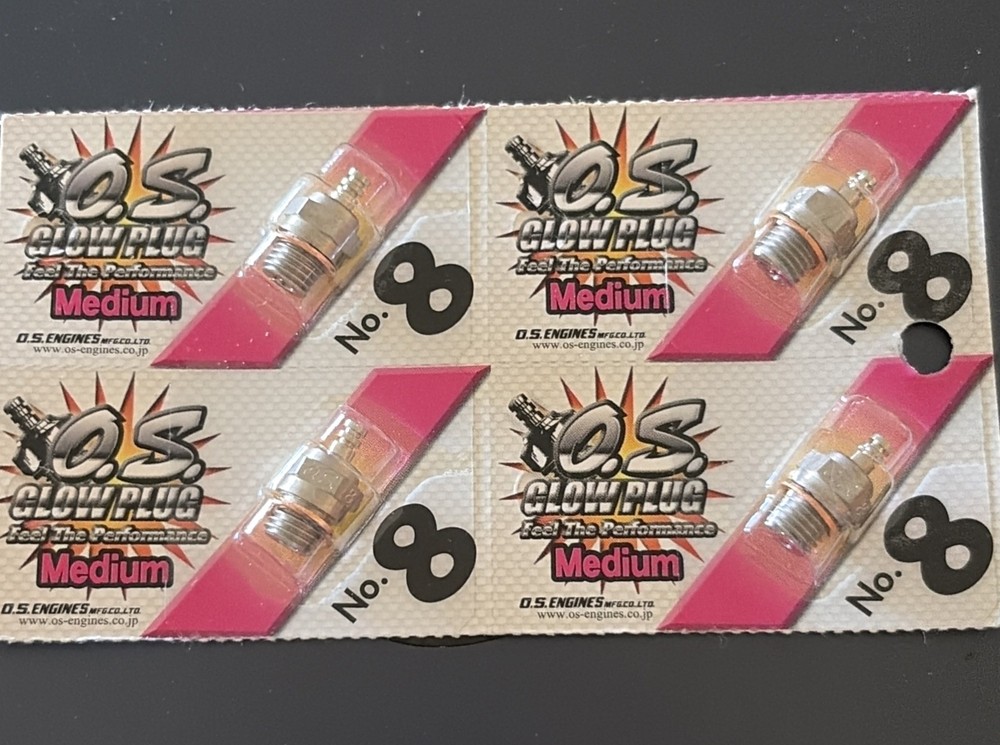 O.S.
GLOW PLUG
Feel The Performance
Medium
O.S.ENGINES MFG.CO.LTD.
www.os-engines.co.jp
No.8
O.S.
GLOW PLUG
Feel The Performance
Medium
O.S.ENGINES MFG.CO.LTD.
www.os-engines.co.jp
No.8
O.S.
GLOW PLUG
Feel The Performance
Medium
O.S.ENGINES MFG.CO.LTD.
www.os-engines.co.jp
No.8
O.S.
GLOW PLUG
Feel The Performance
Medium
O.S.ENGINES MFG.CO.LTD.
www.os-engines.co.jp
No.8